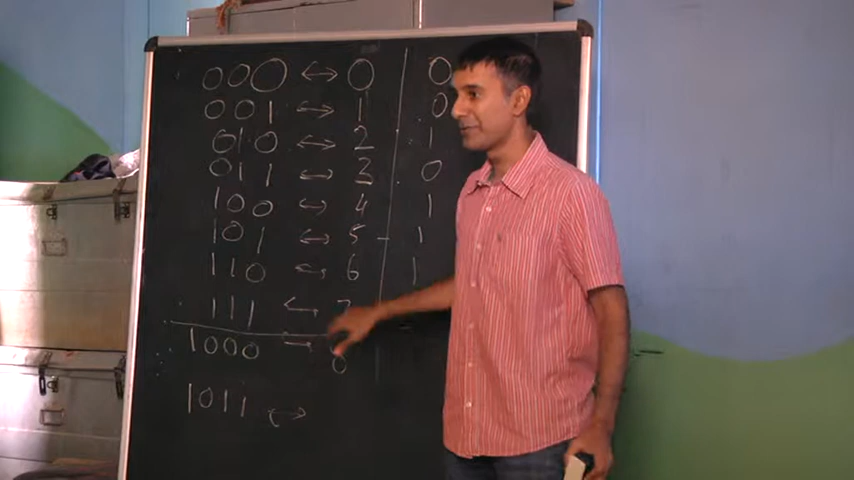 000 ↔ 0 0
001 ↔ 1 0
010 ↔ 2 1
011 ↔ 3 0
100 ↔ 4 1
101 ↔ 5 1
110 ↔ 6 1
111 ↔ 7
1000 ↔
1011 ↔